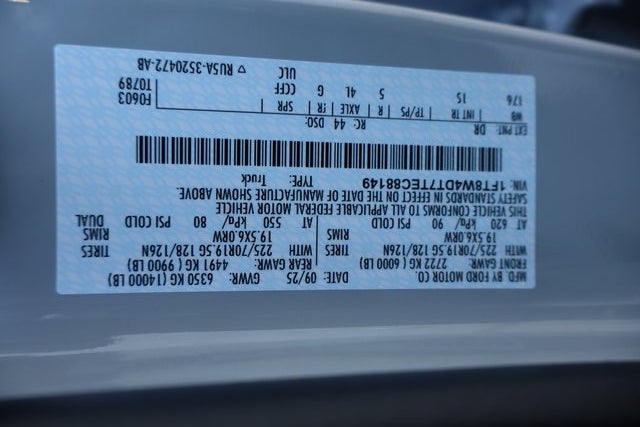 MFD. BY FORD MOTOR CO.
DATE: 09/25 GVWR: 6350 KG (14000 LB)
FRONT GAWR: 2722 KG ( 6000 LB) REAR GAWR: 4491 KG ( 9900 LB)
WITH 225/70R19.5G 128/126N TIRES WITH 225/70R19.5G 128/126N TIRES
19.5X6.0RW RIMS 19.5X6.0RW RIMS
AT 620 kPa/ 90 PSI COLD AT 550 kPa/ 80 PSI COLD DUAL
THIS VEHICLE CONFORMS TO ALL APPLICABLE FEDERAL MOTOR VEHICLE
SAFETY STANDARDS IN EFFECT ON THE DATE OF MANUFACTURE SHOWN ABOVE.
VIN: 1FT8W4DT7TEC88149 TYPE: Truck
EXT PNT: RC: 44 DSO: F0603
WB INT TR TP/PS R AXLE TR SPR T0789
176 15 5 4L G CCFF
ULC ▽ RU5A-3520472-AB